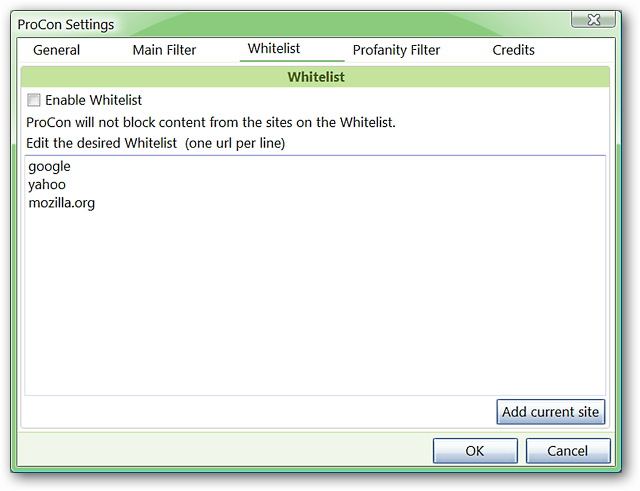 ProCon Settings
General Main Filter Whitelist Profanity Filter Credits
Whitelist
Enable Whitelist
ProCon will not block content from the sites on the Whitelist.
Edit the desired Whitelist (one url per line)
google
yahoo
mozilla.org
Add current site
OK Cancel